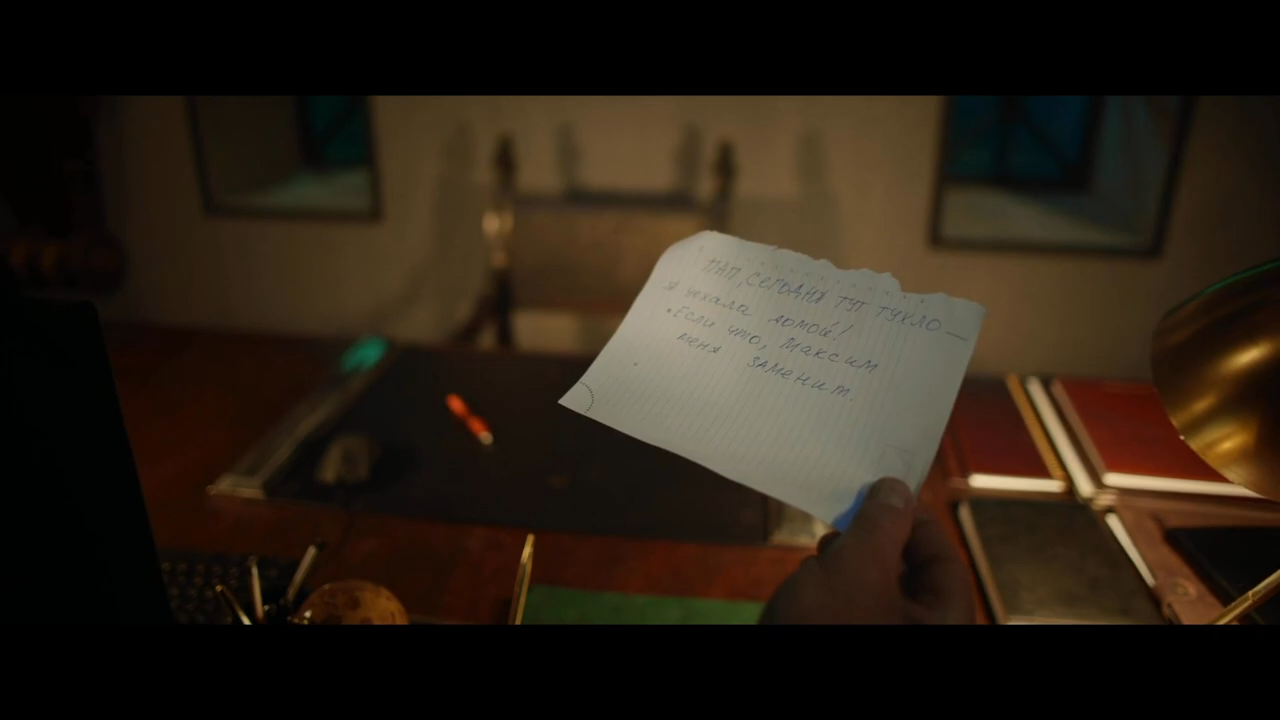 ПАП, СЕГОДНЯ ТУТ ТУХЛО —
Я уехала домой!
• Если что, Максим
меня заменит.